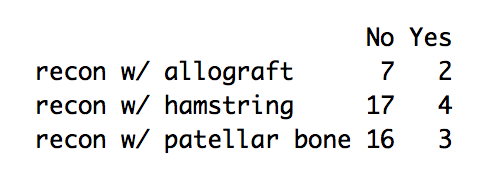 No Yes
recon w/ allograft 7 2
recon w/ hamstring 17 4
recon w/ patellar bone 16 3